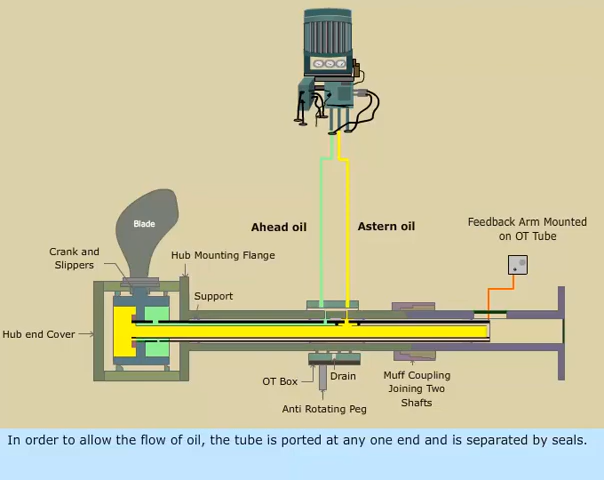 Ahead oil
Astern oil
Feedback Arm Mounted
on OT Tube
Blade
Crank and
Slippers
Hub Mounting Flange
Support
Hub end Cover
OT Box
Drain
Anti Rotating Peg
Muff Coupling
Joining Two
Shafts
In order to allow the flow of oil, the tube is ported at any one end and is separated by seals.